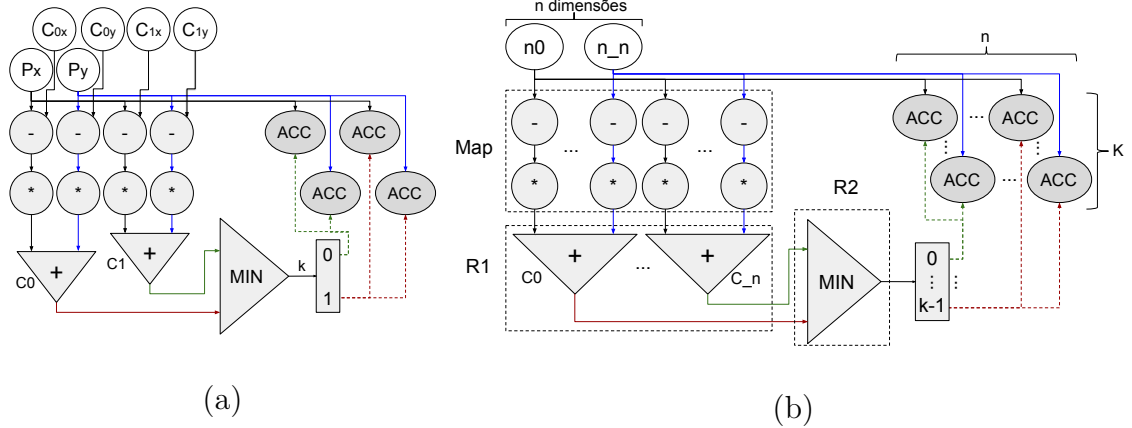 C0x C0y C1x C1y
Px Py
- - - -
* * * *
ACC ACC
ACC ACC
+ +
C0 C1
MIN
k
0
1
(a)
n dimensões
n0 n_n
n
Map
- - - -
... ...
* * * *
ACC ... ACC
ACC ... ACC
K
R1
+ ... +
C0 C_n
R2
MIN
0
k-1
(b)